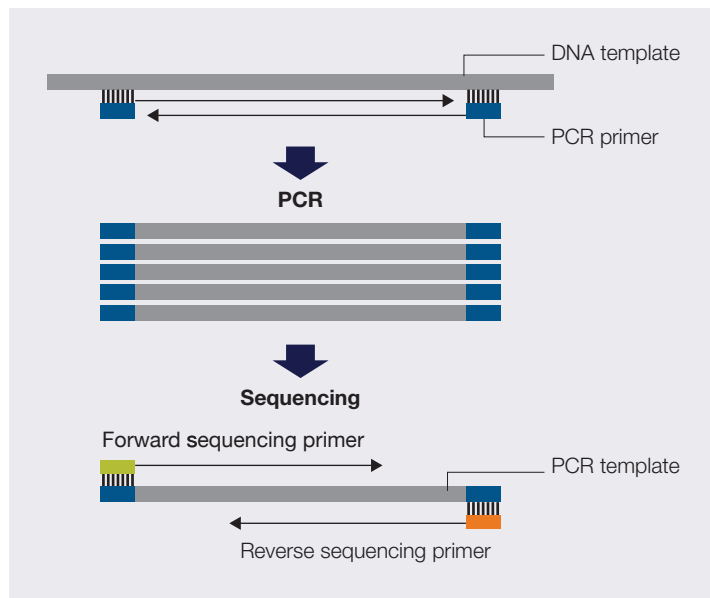 DNA template
PCR primer
PCR
Sequencing
Forward sequencing primer
PCR template
Reverse sequencing primer